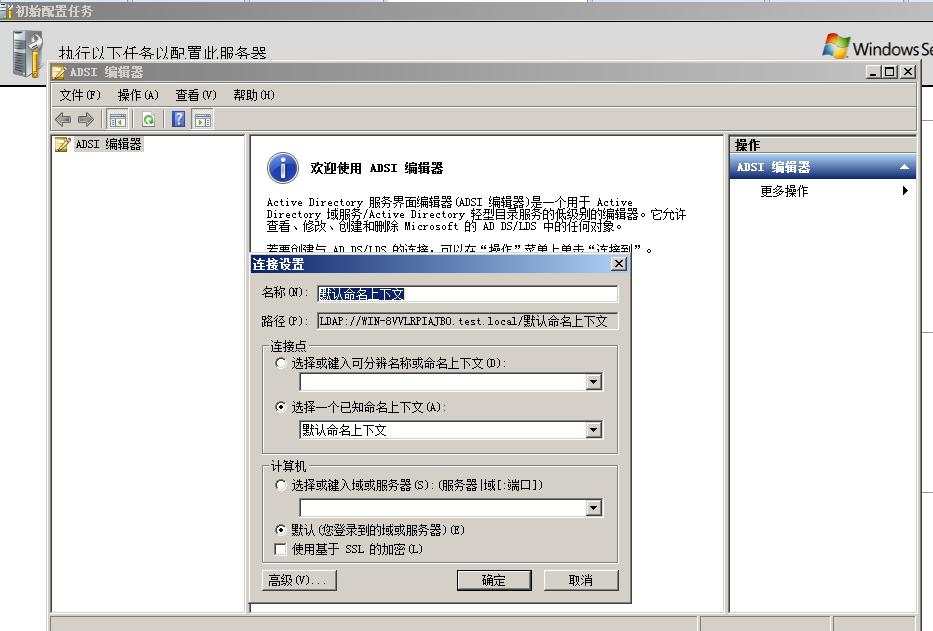 初始配置任务
执行以下任务以配置此服务器
Windows Se
ADSI 编辑器
文件(F) 操作(A) 查看(V) 帮助(H)
ADSI 编辑器
欢迎使用 ADSI 编辑器
Active Directory 服务界面编辑器(ADSI 编辑器)是一个用于 Active
Directory 域服务/Active Directory 轻型目录服务的低级别的编辑器。它允许
查看、修改、创建和删除 Microsoft 的 AD DS/LDS 中的任何对象。
若要创建与 AD DS/LDS 的连接，可以在“操作”菜单上单击“连接到”。
操作
ADSI 编辑器
更多操作
连接设置
名称(N): 默认命名上下文
路径(P): LDAP://WIN-8VVLRPIAJBO.test.local/默认命名上下文
连接点
选择或键入可分辨名称或命名上下文(D):
选择一个已知命名上下文(A):
默认命名上下文
计算机
选择或键入域或服务器(S):(服务器|域[:端口])
默认(您登录到的域或服务器)(E)
使用基于 SSL 的加密(L)
高级(V)... 确定 取消